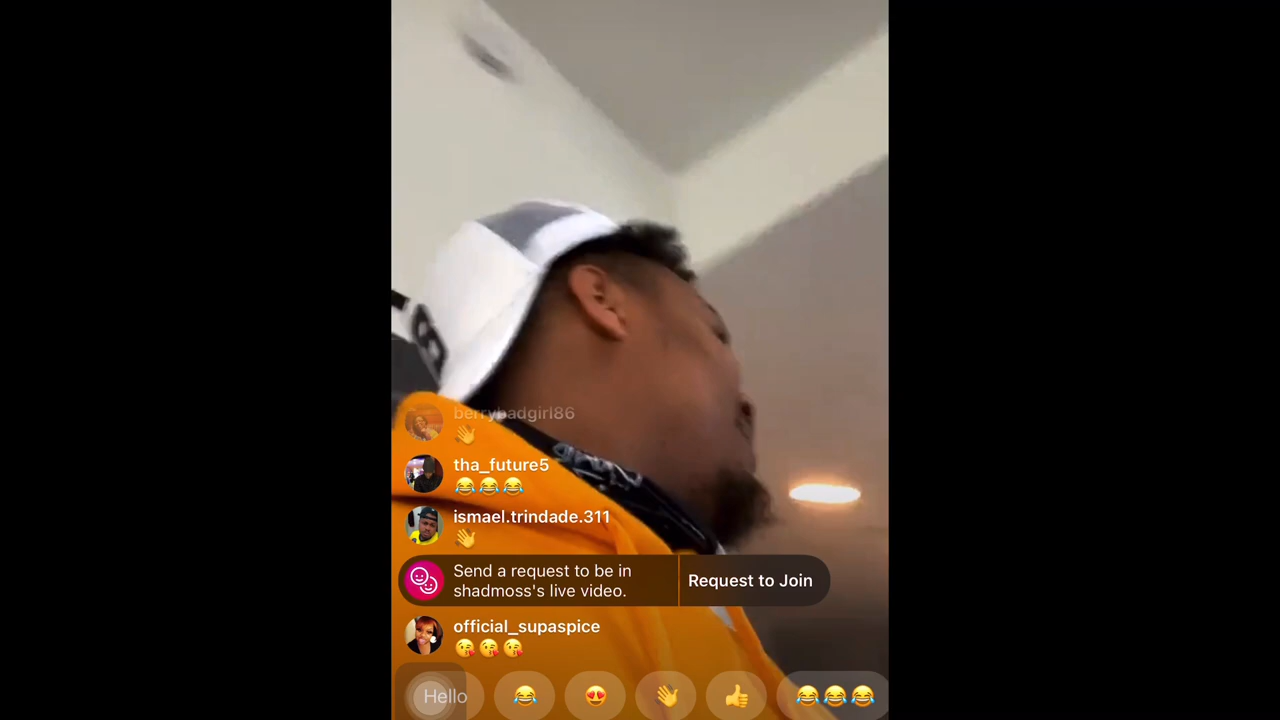 berrybadgirl86
👋
tha_future5
😂😂😂
ismael.trindade.311
👋
Send a request to be in
shadmoss's live video.
Request to Join
official_supaspice
😘😘😘
Hello 😂 😍 👋 👍 😂😂😂